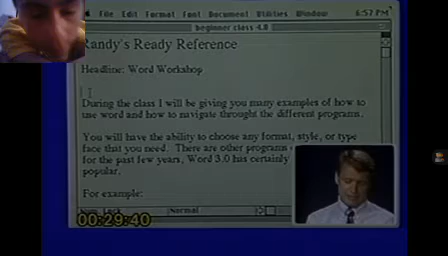 File Edit Format Font Document Utilities Window 6:57 PM
beginner class 4.0
Randy's Ready Reference
Headline: Word Workshop
During the class I will be giving you many examples of how to
use word and how to navigate throught the different programs.
You will have the ability to choose any format, style, or type
face that you need. There are other programs
for the past few years, Word 3.0 has certainly
popular.
For example:
Normal
00:29:40